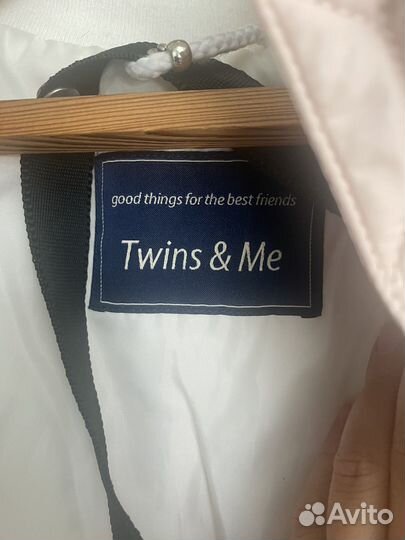 good things for the best friends
Twins & Me
Avito